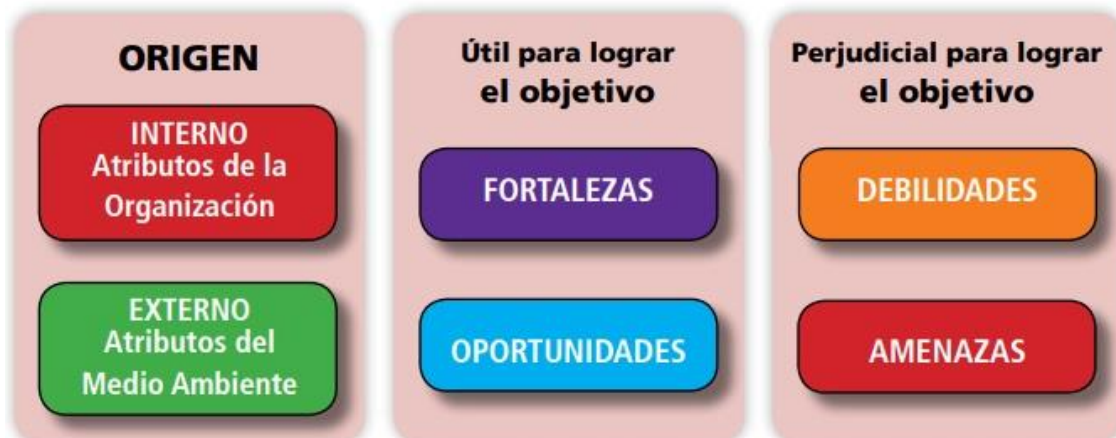 ORIGEN
INTERNO
Atributos de la
Organización
EXTERNO
Atributos del
Medio Ambiente
Útil para lograr
el objetivo
FORTALEZAS
OPORTUNIDADES
Perjudicial para lograr
el objetivo
DEBILIDADES
AMENAZAS